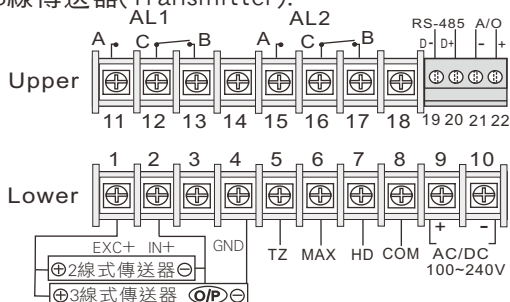 線傳送器(Transmitter).
AL1 AL2 RS-485 A/O
A C B A C B D- D+ - +
Upper
11 12 13 14 15 16 17 18 19 20 21 22
1 2 3 4 5 6 7 8 9 10
Lower
+ -
EXC+ IN+ GND TZ MAX HD COM AC/DC
100~240V
⊕2線式傳送器⊖
⊕3線式傳送器 O/P ⊖